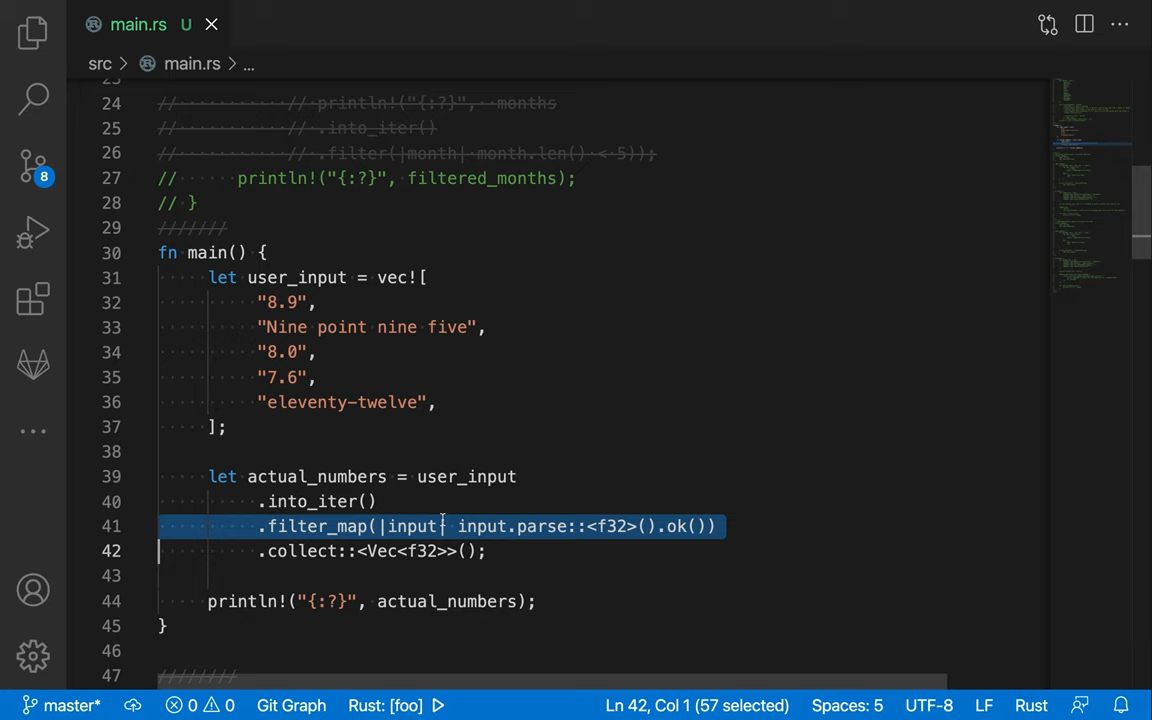 main.rs U
src > main.rs > ...
23
24 // // println!("{:?}", months
25 // // .into_iter()
26 // // .filter(|month| month.len() < 5));
27 // println!("{:?}", filtered_months);
28 // }
29 ///////
30 fn main() {
31 let user_input = vec![
32 "8.9",
33 "Nine point nine five",
34 "8.0",
35 "7.6",
36 "eleventy-twelve",
37 ];
38
39 let actual_numbers = user_input
40 .into_iter()
41 .filter_map(|input| input.parse::<f32>().ok())
42 .collect::<Vec<f32>>();
43
44 println!("{:?}", actual_numbers);
45 }
46
47 ////////
8
master* 0 0 Git Graph Rust: [foo] Ln 42, Col 1 (57 selected) Spaces: 5 UTF-8 LF Rust